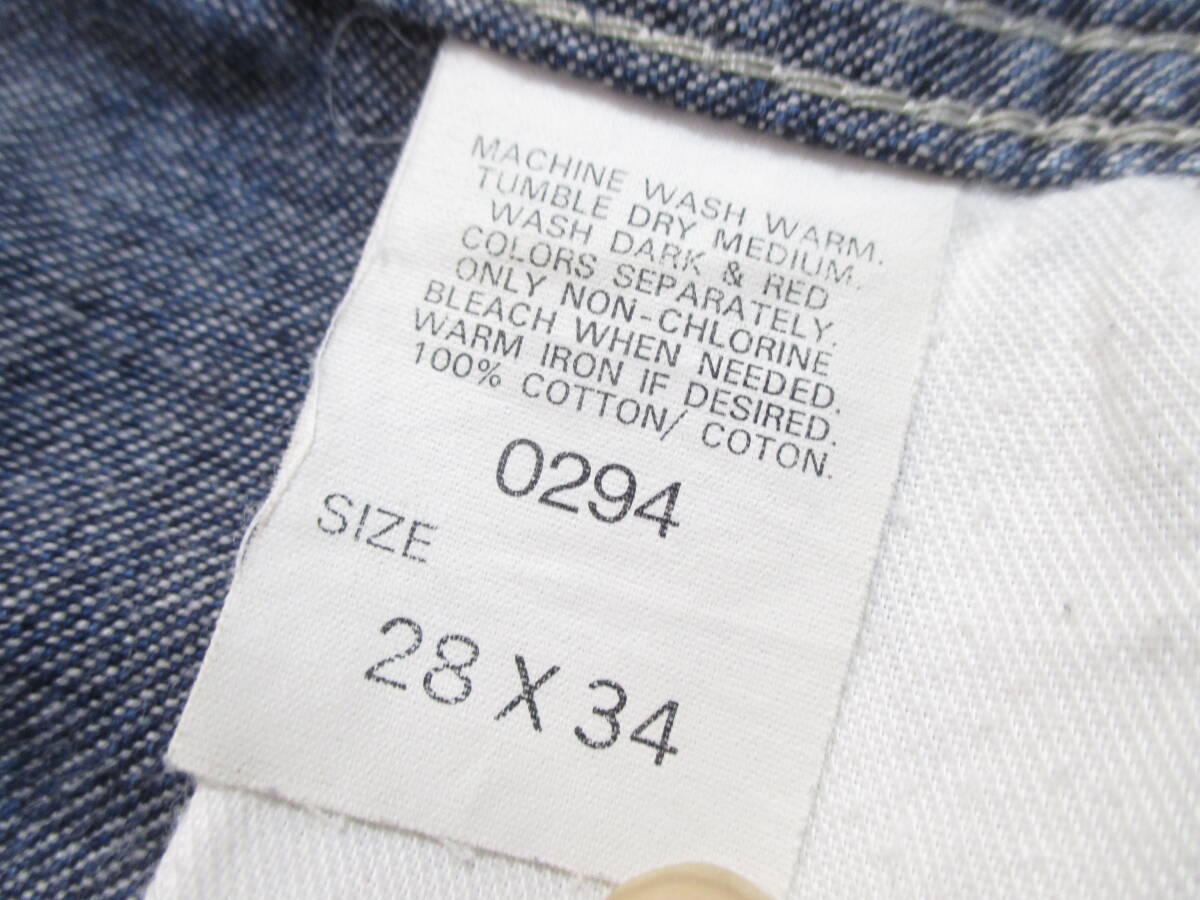 MACHINE WASH WARM.
TUMBLE DRY MEDIUM.
WASH DARK & RED
COLORS SEPARATELY.
ONLY NON-CHLORINE
BLEACH WHEN NEEDED.
WARM IRON IF DESIRED.
100% COTTON/ COTON.
0294
SIZE
28 X 34